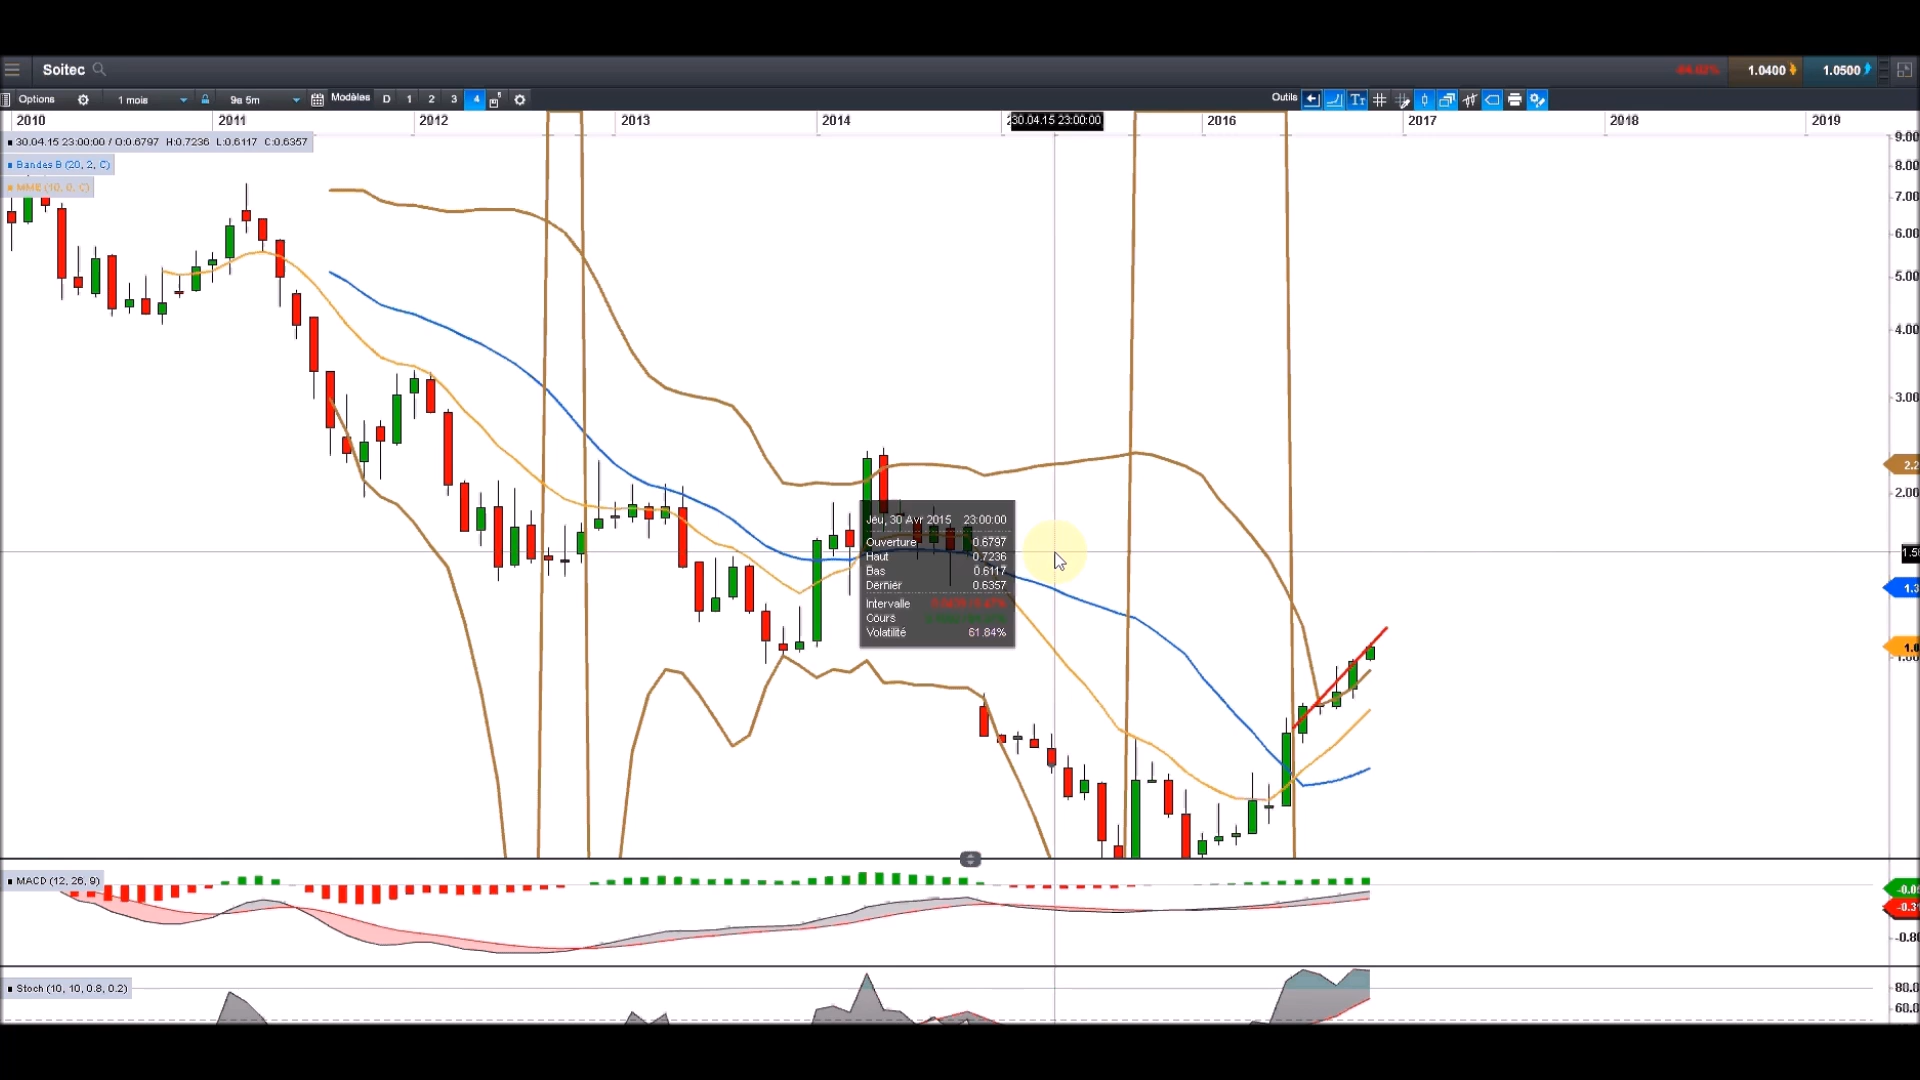 Soitec
1.0400
1.0500
Options
1 mois
9a 5m
Modèles
D
1
2
3
4
Outils
2010
2011
2012
2013
2014
30.04.15 23:00:00
2016
2017
2018
2019
30.04.15 23:00:00 / O:0.6797 H:0.7236 L:0.6117 C:0.6357
Bandes B (20, 2, C)
MME (10, 0, C)
9.00
8.00
7.00
6.00
5.00
4.00
3.00
2.00
Jeu, 30 Avr 2015 23:00:00
Ouverture 0.6797
Haut 0.7236
Bas 0.6117
Dernier 0.6357
Intervalle
Cours
Volatilité 61.84%
MACD (12, 26, 9)
Stoch (10, 10, 0.8, 0.2)
80.0
60.0